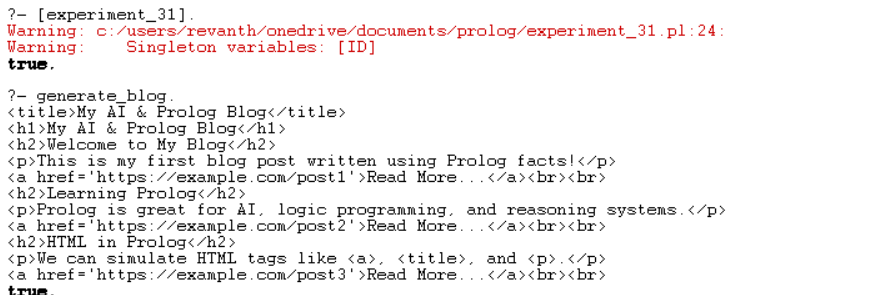 ?- [experiment_31].
Warning: c:/users/revanth/onedrive/documents/prolog/experiment_31.pl:24:
Warning:    Singleton variables: [ID]
true.
?- generate_blog.
<title>My AI & Prolog Blog</title>
<h1>My AI & Prolog Blog</h1>
<h2>Welcome to My Blog</h2>
<p>This is my first blog post written using Prolog facts!</p>
<a href='https://example.com/post1'>Read More...</a><br><br>
<h2>Learning Prolog</h2>
<p>Prolog is great for AI, logic programming, and reasoning systems.</p>
<a href='https://example.com/post2'>Read More...</a><br><br>
<h2>HTML in Prolog</h2>
<p>We can simulate HTML tags like <a>, <title>, and <p>.</p>
<a href='https://example.com/post3'>Read More...</a><br><br>
true.